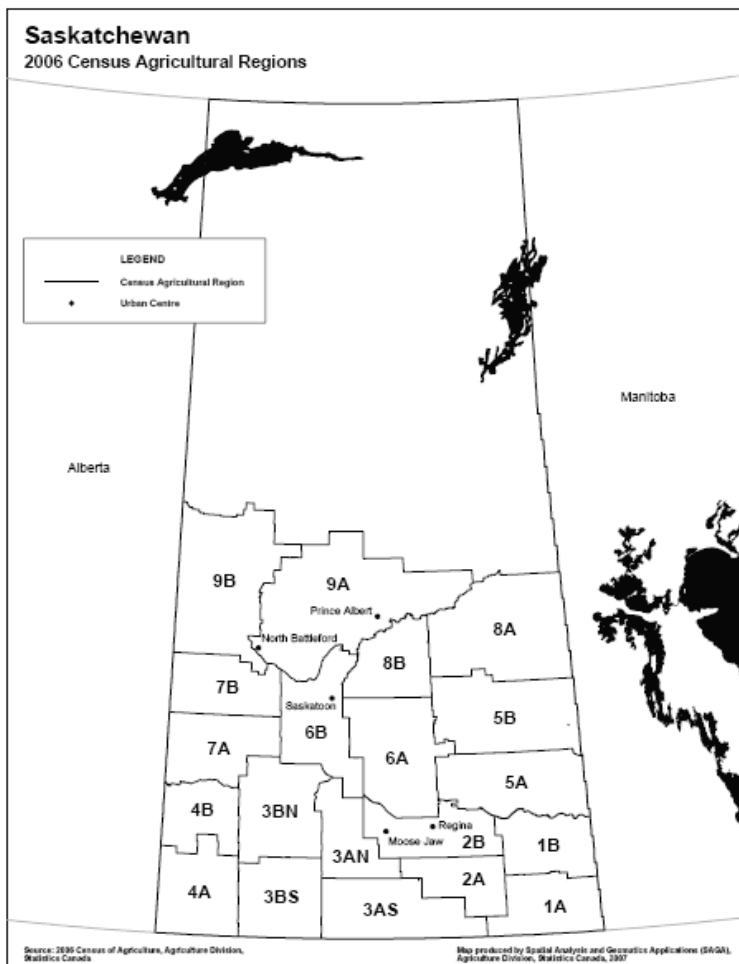 Saskatchewan
2006 Census Agricultural Regions
LEGEND
Census Agricultural Region
Urban Centre
Manitoba
Alberta
9B
9A
Prince Albert
8A
North Battleford
8B
7B
Saskatoon
5B
6B
7A
6A
5A
4B
3BN
Regina
Moose Jaw
2B
1B
3AN
2A
4A
3BS
3AS
1A
Source: 2006 Census of Agriculture, Agriculture Division,
Statistics Canada
Map produced by Spatial Analysis and Geomatics Applications (SAGA),
Agriculture Division, Statistics Canada, 2007